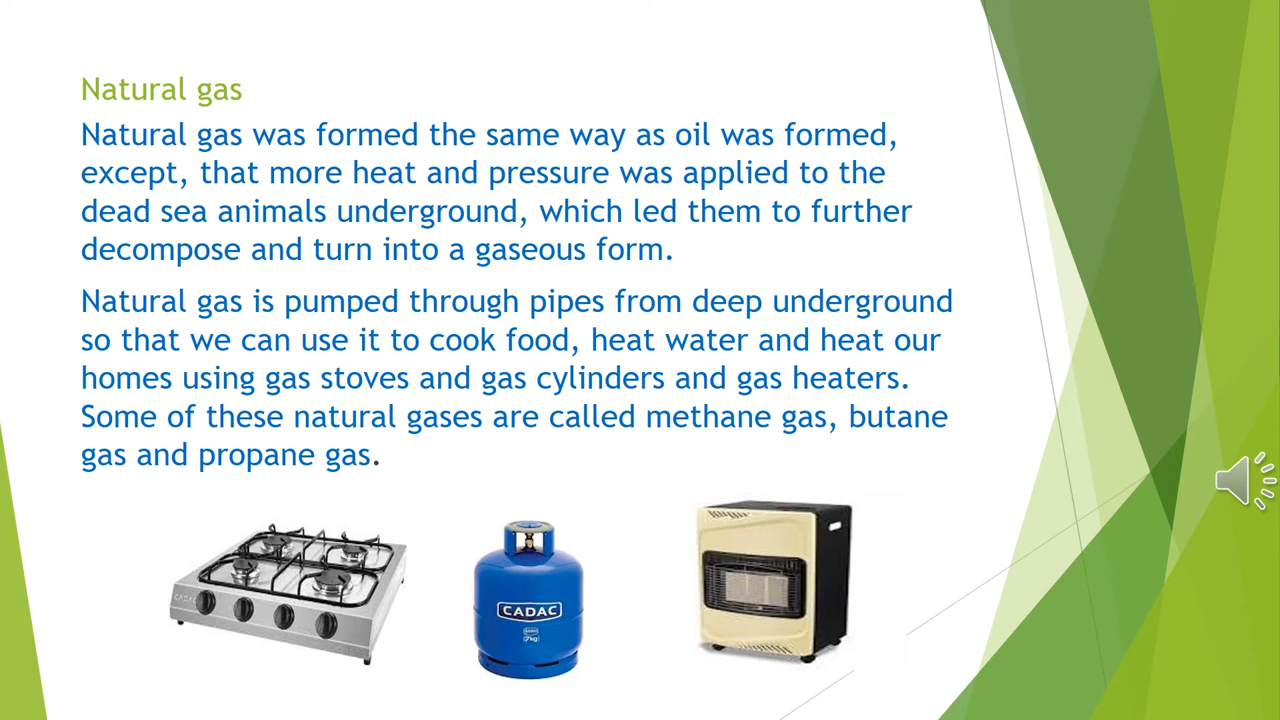 Natural gas
Natural gas was formed the same way as oil was formed,
except, that more heat and pressure was applied to the
dead sea animals underground, which led them to further
decompose and turn into a gaseous form.
Natural gas is pumped through pipes from deep underground
so that we can use it to cook food, heat water and heat our
homes using gas stoves and gas cylinders and gas heaters.
Some of these natural gases are called methane gas, butane
gas and propane gas.
CADAC
CADAC
7kg